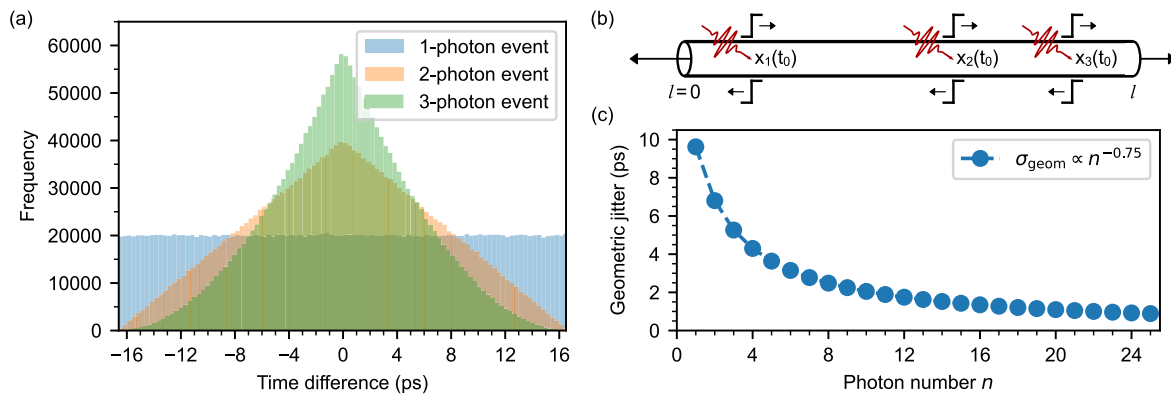 (a)
60000
50000
40000
30000
20000
10000
0
Frequency
1-photon event
2-photon event
3-photon event
−16 −12 −8 −4 0 4 8 12 16
Time difference (ps)
(b)
x₁(t₀) x₂(t₀) x₃(t₀)
l = 0 l
(c)
10
8
6
4
2
0
Geometric jitter (ps)
σgeom ∝ n⁻⁰·⁷⁵
0 4 8 12 16 20 24
Photon number n